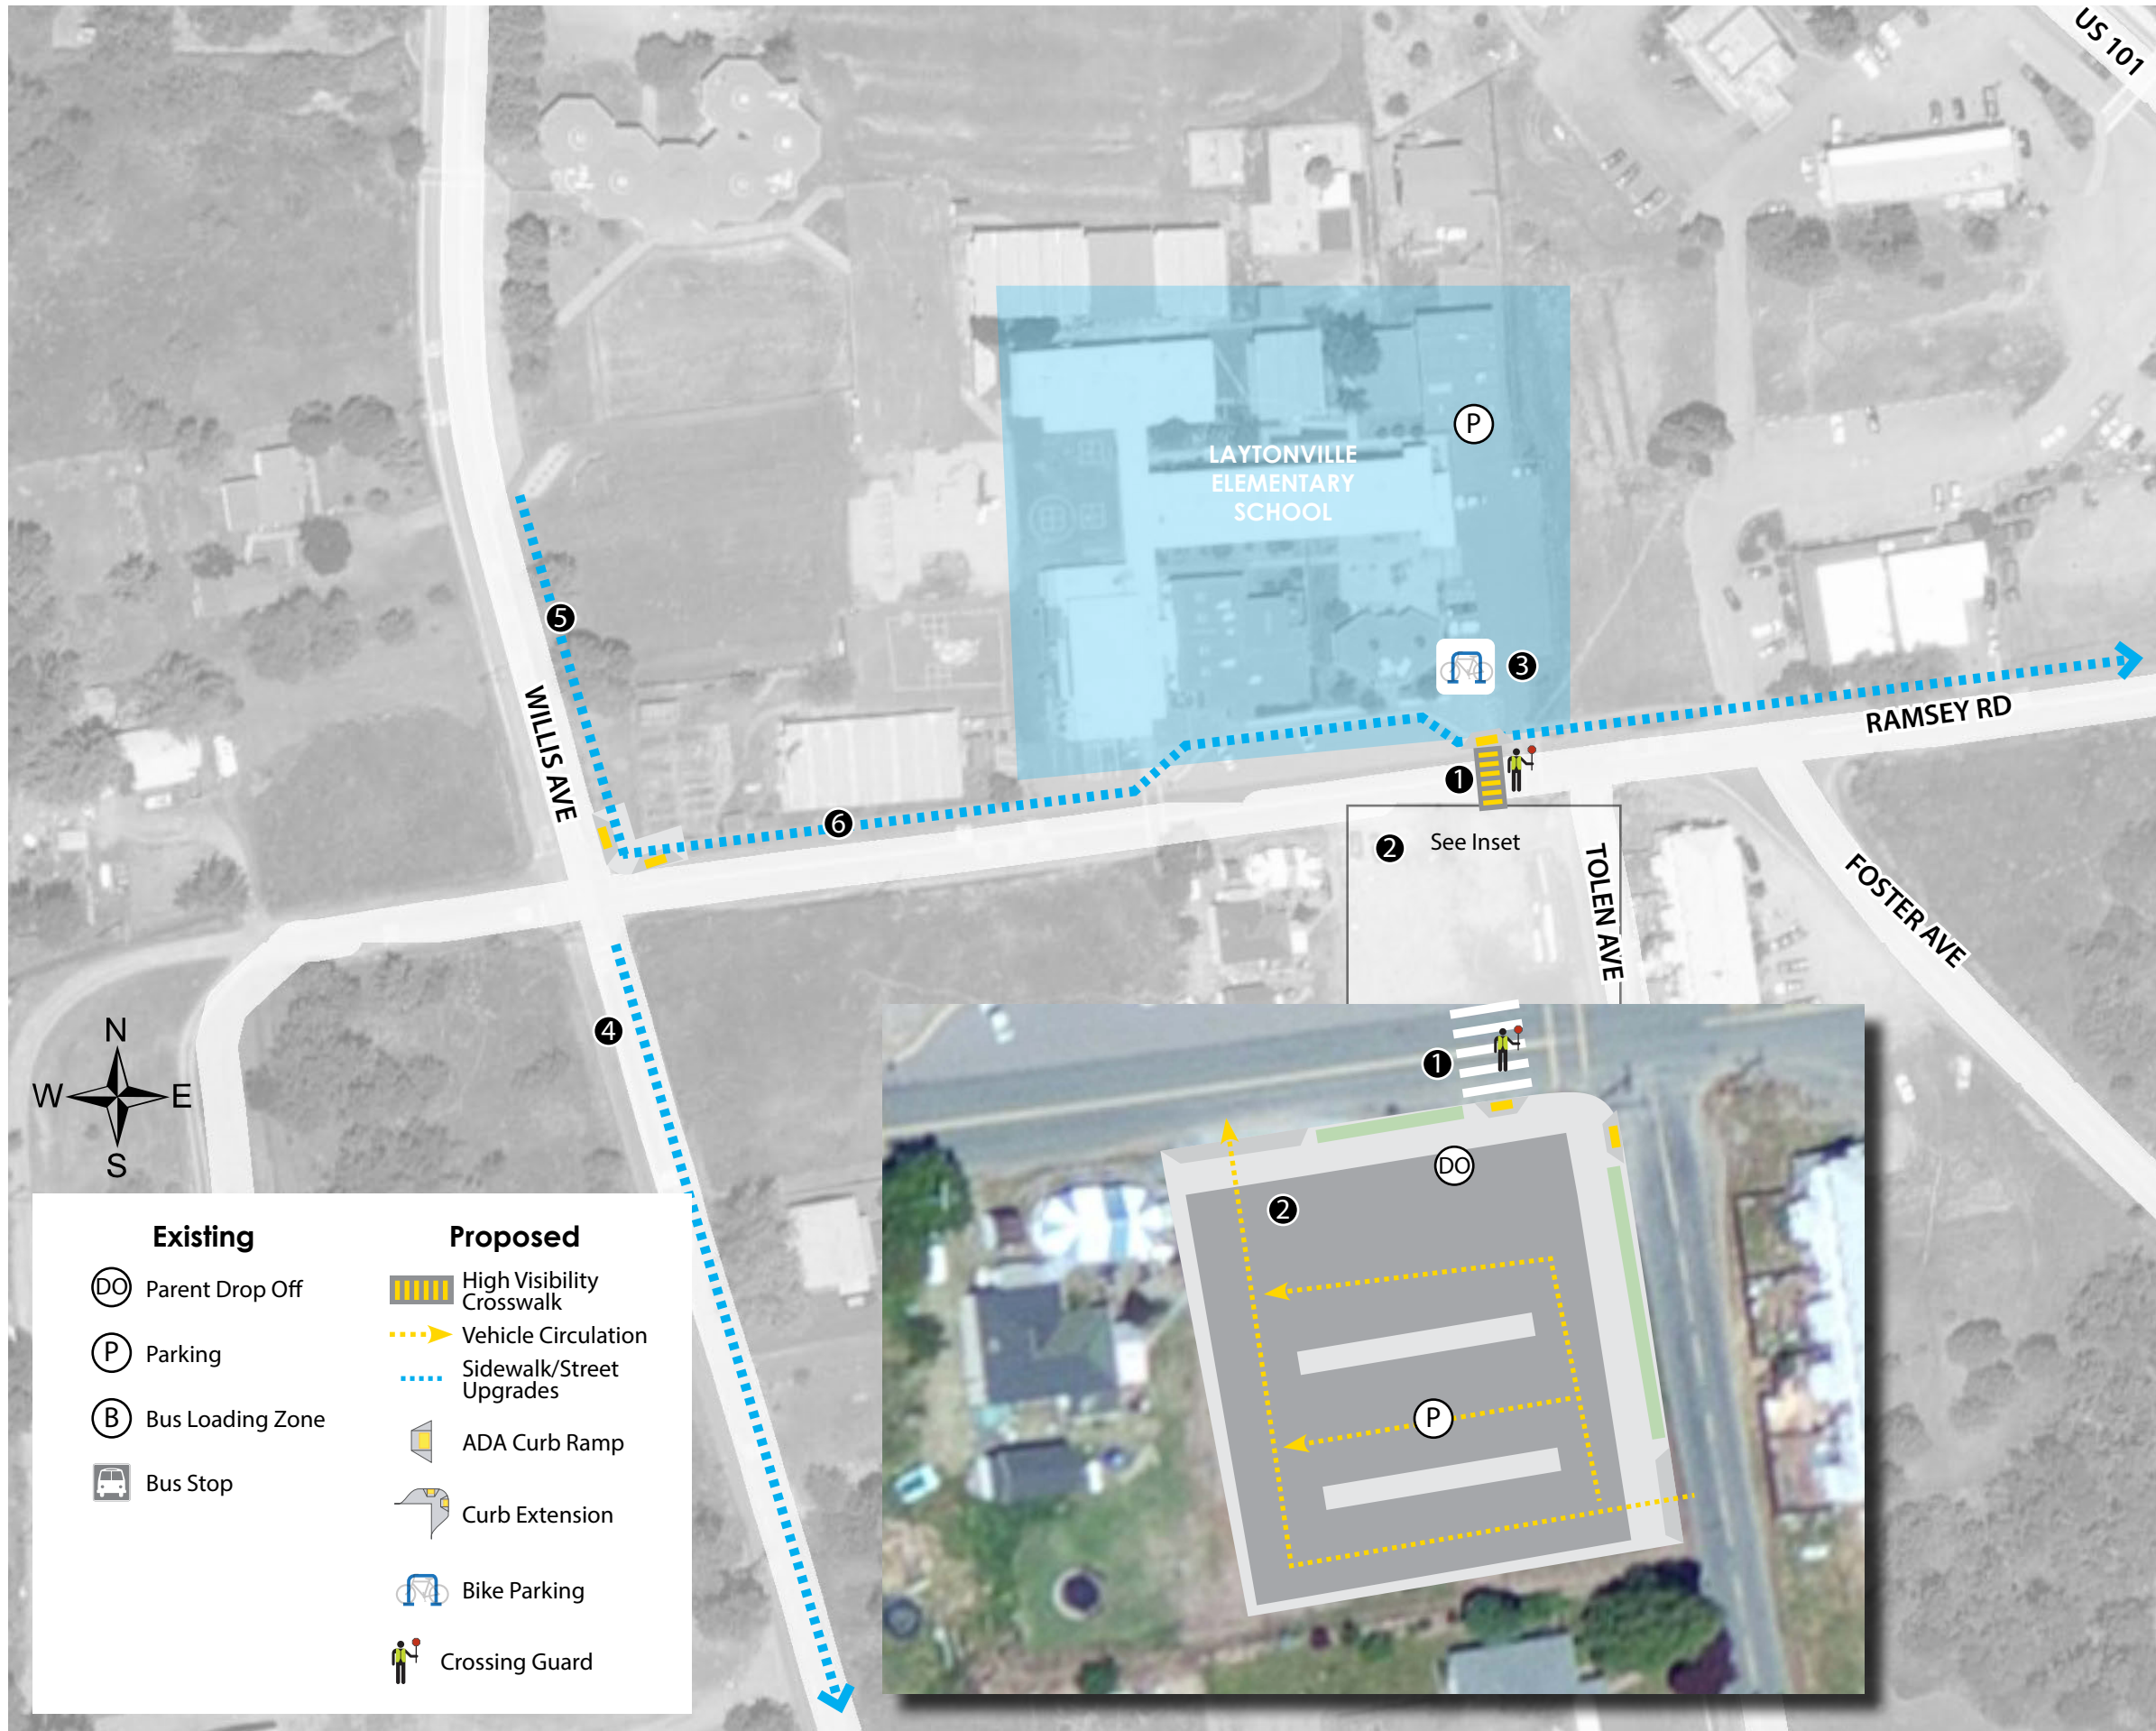 US 101
P
LAYTONVILLE
ELEMENTARY
SCHOOL
5
3
WILLIS AVE
RAMSEY RD
1
6
2
See Inset
TOLEN AVE
FOSTER AVE
4
N
W
E
S
1
DO
2
P
Existing
DO Parent Drop Off
P Parking
B Bus Loading Zone
Bus Stop
Proposed
High Visibility
Crosswalk
Vehicle Circulation
Sidewalk/Street
Upgrades
ADA Curb Ramp
Curb Extension
Bike Parking
Crossing Guard